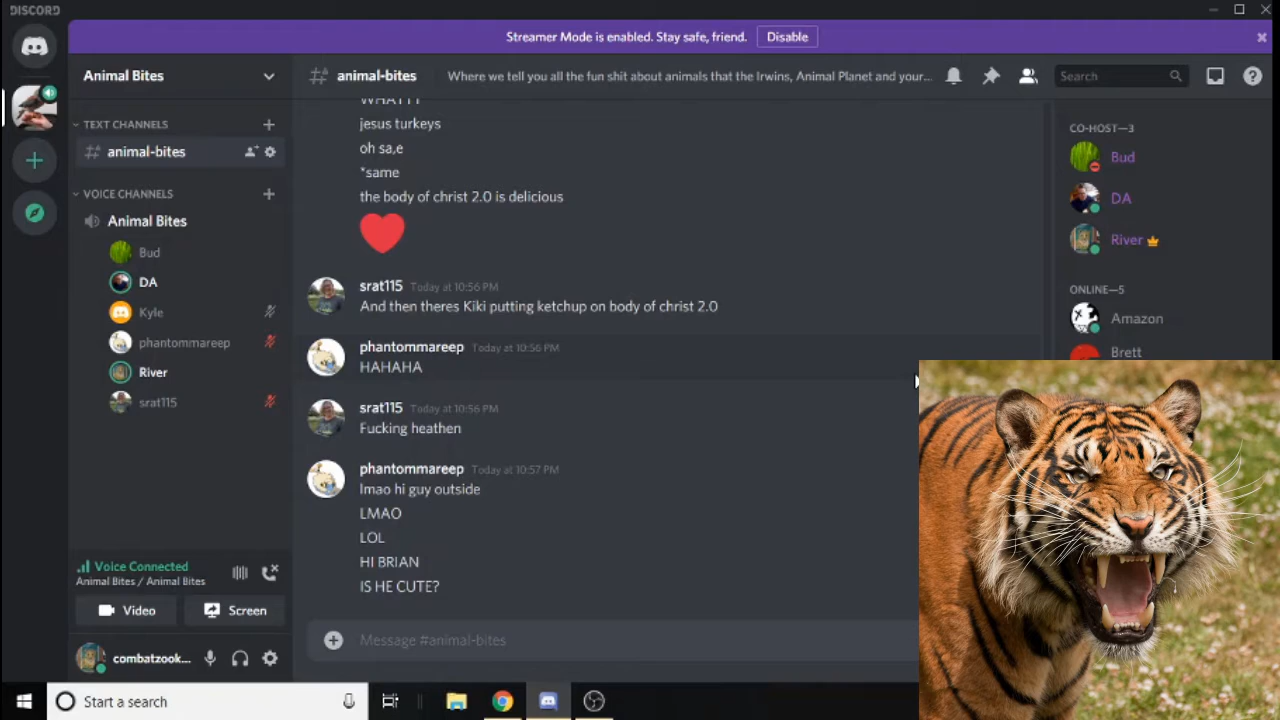 DISCORD
Streamer Mode is enabled. Stay safe, friend. Disable
Animal Bites
animal-bites
Where we tell you all the fun shit about animals that the Irwins, Animal Planet and your...
Search
TEXT CHANNELS
animal-bites
VOICE CHANNELS
Animal Bites
Bud
DA
Kyle
phantommareep
River
srat115
Voice Connected
Animal Bites / Animal Bites
Video
Screen
combatzook...
WHAT!!!
jesus turkeys
oh sa,e
*same
the body of christ 2.0 is delicious
srat115 Today at 10:56 PM
And then theres Kiki putting ketchup on body of christ 2.0
phantommareep Today at 10:56 PM
HAHAHA
srat115 Today at 10:56 PM
Fucking heathen
phantommareep Today at 10:57 PM
lmao hi guy outside
LMAO
LOL
HI BRIAN
IS HE CUTE?
Message #animal-bites
CO-HOST—3
Bud
DA
River
ONLINE—5
Amazon
Brett
Start a search